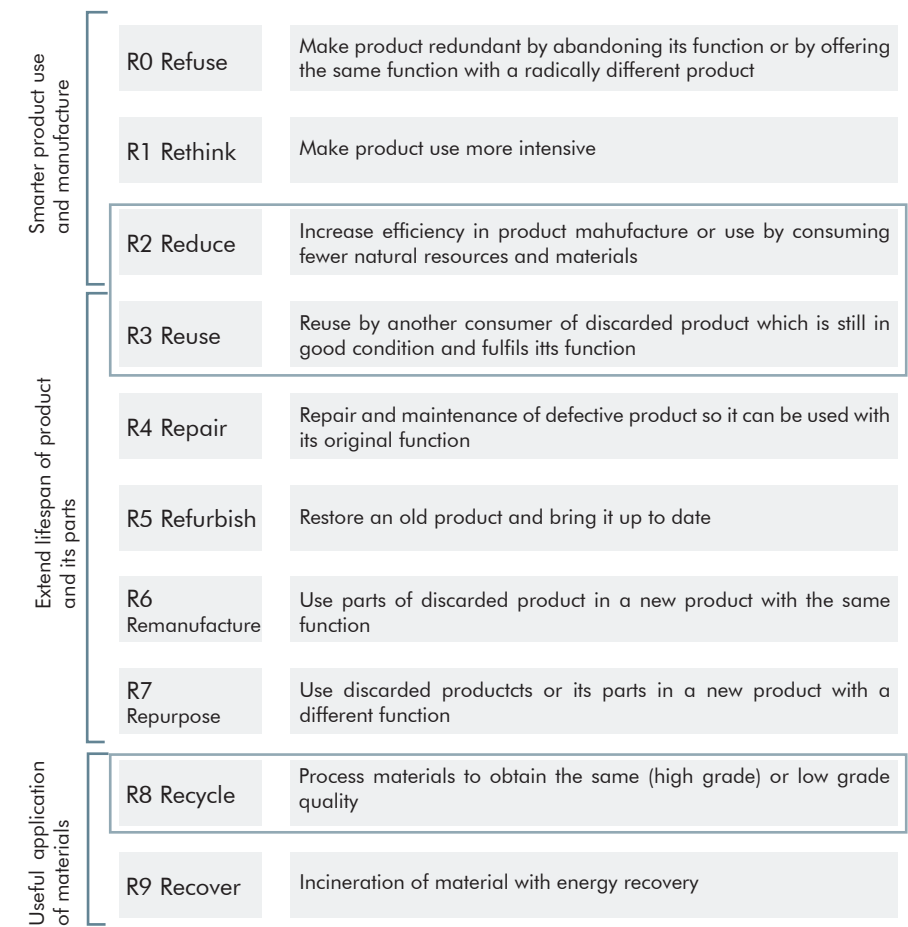 Smarter product use
and manufacture
R0 Refuse
Make product redundant by abandoning its function or by offering
the same function with a radically different product
R1 Rethink
Make product use more intensive
R2 Reduce
Increase efficiency in product mahufacture or use by consuming
fewer natural resources and materials
Extend lifespan of product
and its parts
R3 Reuse
Reuse by another consumer of discarded product which is still in
good condition and fulfils itts function
R4 Repair
Repair and maintenance of defective product so it can be used with
its original function
R5 Refurbish
Restore an old product and bring it up to date
R6
Remanufacture
Use parts of discarded product in a new product with the same
function
R7
Repurpose
Use discarded productcts or its parts in a new product with a
different function
Useful application
of materials
R8 Recycle
Process materials to obtain the same (high grade) or low grade
quality
R9 Recover
Incineration of material with energy recovery